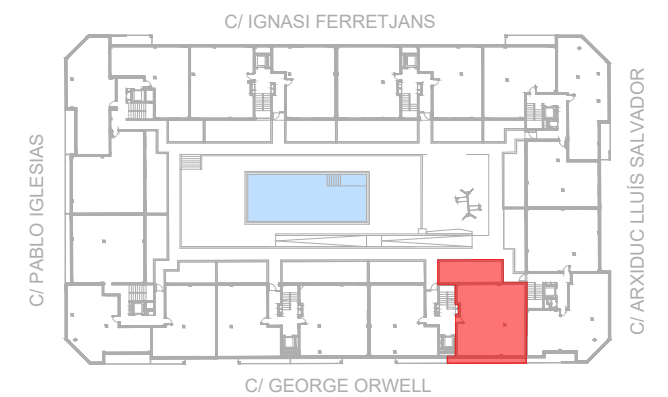 C/ IGNASI FERRETJANS
C/ PABLO IGLESIAS
C/ ARXIDUC LLUÍS SALVADOR
C/ GEORGE ORWELL